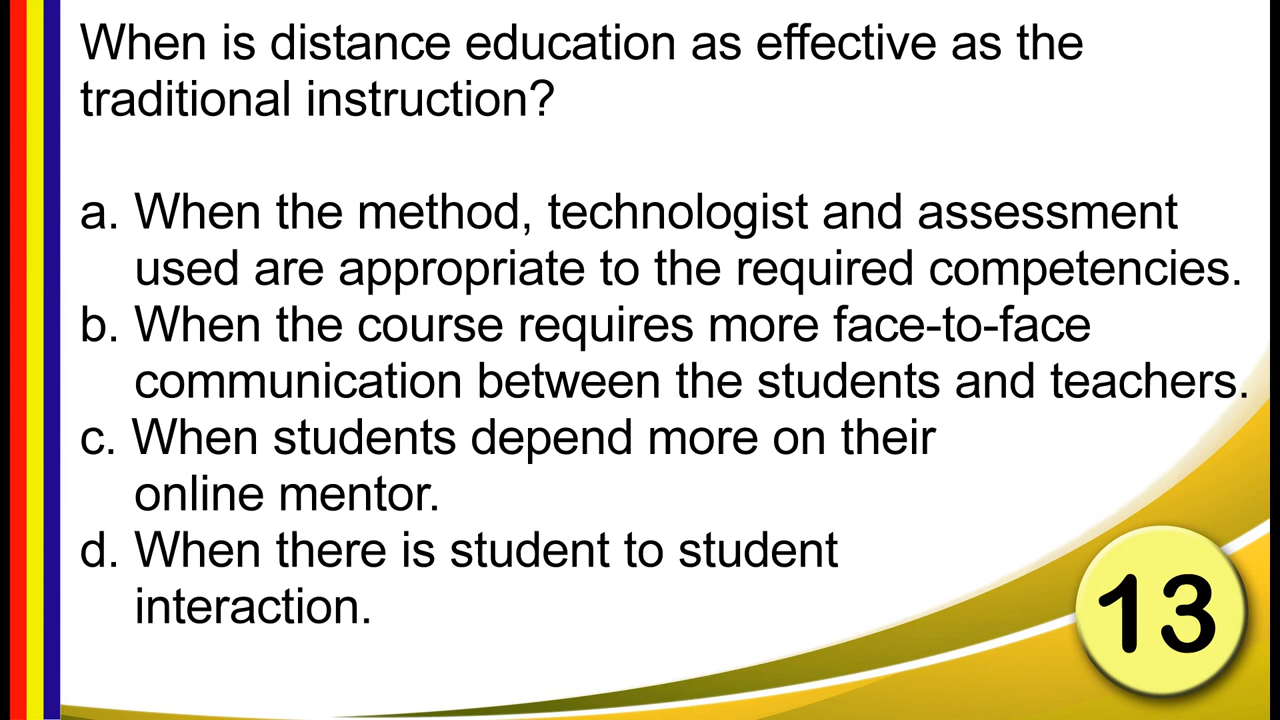 When is distance education as effective as the
traditional instruction?
a. When the method, technologist and assessment
used are appropriate to the required competencies.
b. When the course requires more face-to-face
communication between the students and teachers.
c. When students depend more on their
online mentor.
d. When there is student to student
interaction.
13